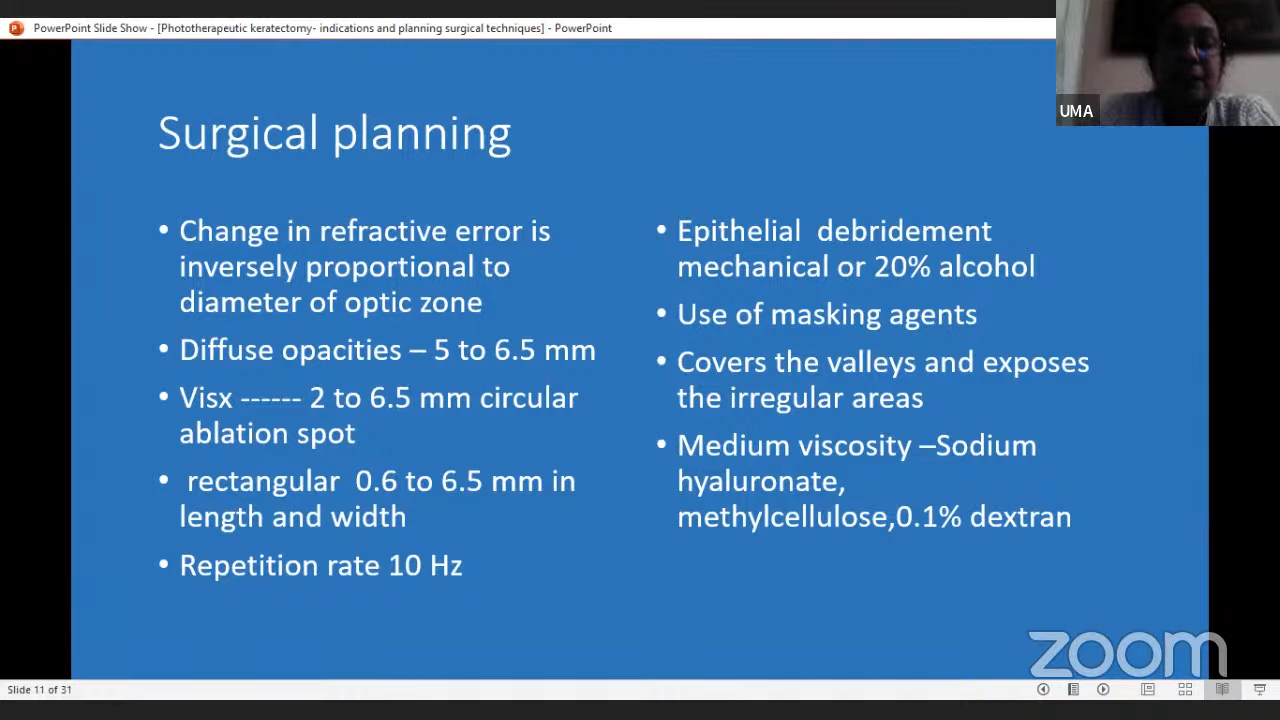 PowerPoint Slide Show - [Phototherapeutic keratectomy- indications and planning surgical techniques] - PowerPoint
UMA
Surgical planning
• Change in refractive error is
inversely proportional to
diameter of optic zone
• Diffuse opacities – 5 to 6.5 mm
• Visx ------ 2 to 6.5 mm circular
ablation spot
• rectangular 0.6 to 6.5 mm in
length and width
• Repetition rate 10 Hz
• Epithelial debridement
mechanical or 20% alcohol
• Use of masking agents
• Covers the valleys and exposes
the irregular areas
• Medium viscosity –Sodium
hyaluronate,
methylcellulose,0.1% dextran
zoom
Slide 11 of 31